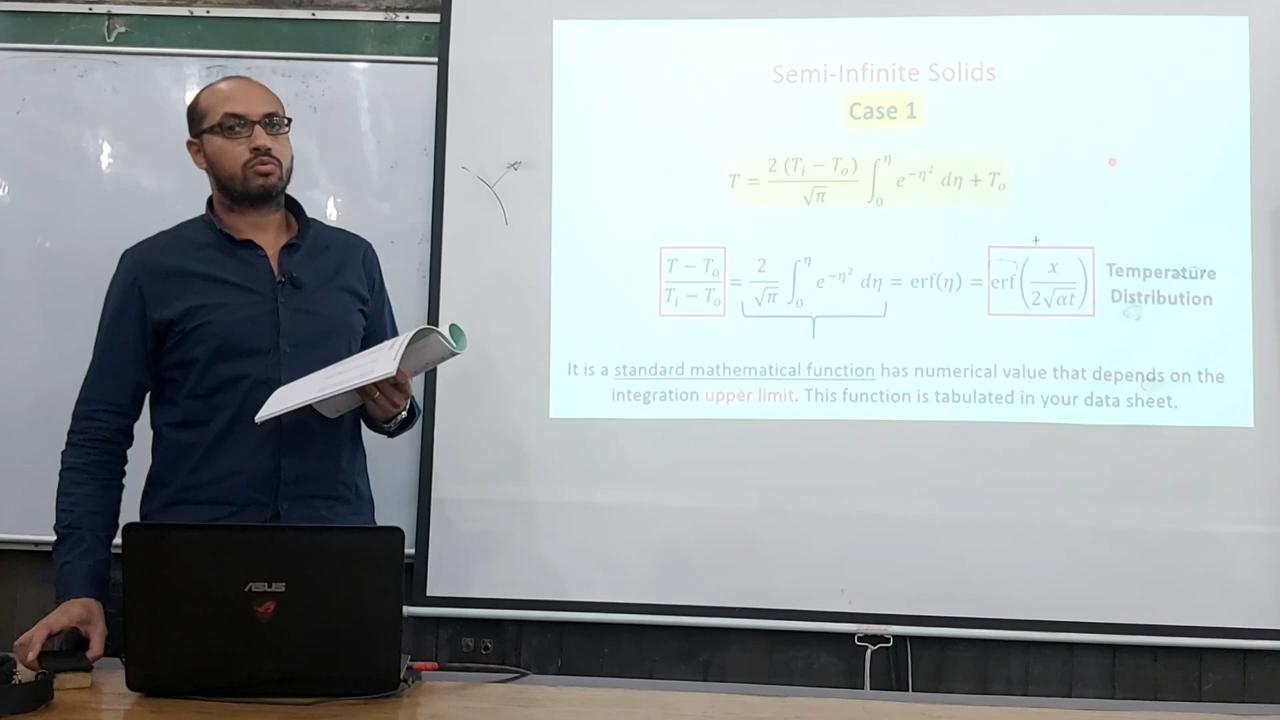 Semi-Infinite Solids
Case 1
T = 2 (Tᵢ − Tₒ) / √π ∫₀^η e^(−η²) dη + Tₒ
(T − Tₒ) / (Tᵢ − Tₒ) = 2 / √π ∫₀^η e^(−η²) dη = erf(η) = erf(x / 2√αt)
Temperature
Distribution
It is a standard mathematical function has numerical value that depends on the
integration upper limit. This function is tabulated in your data sheet.
ASUS